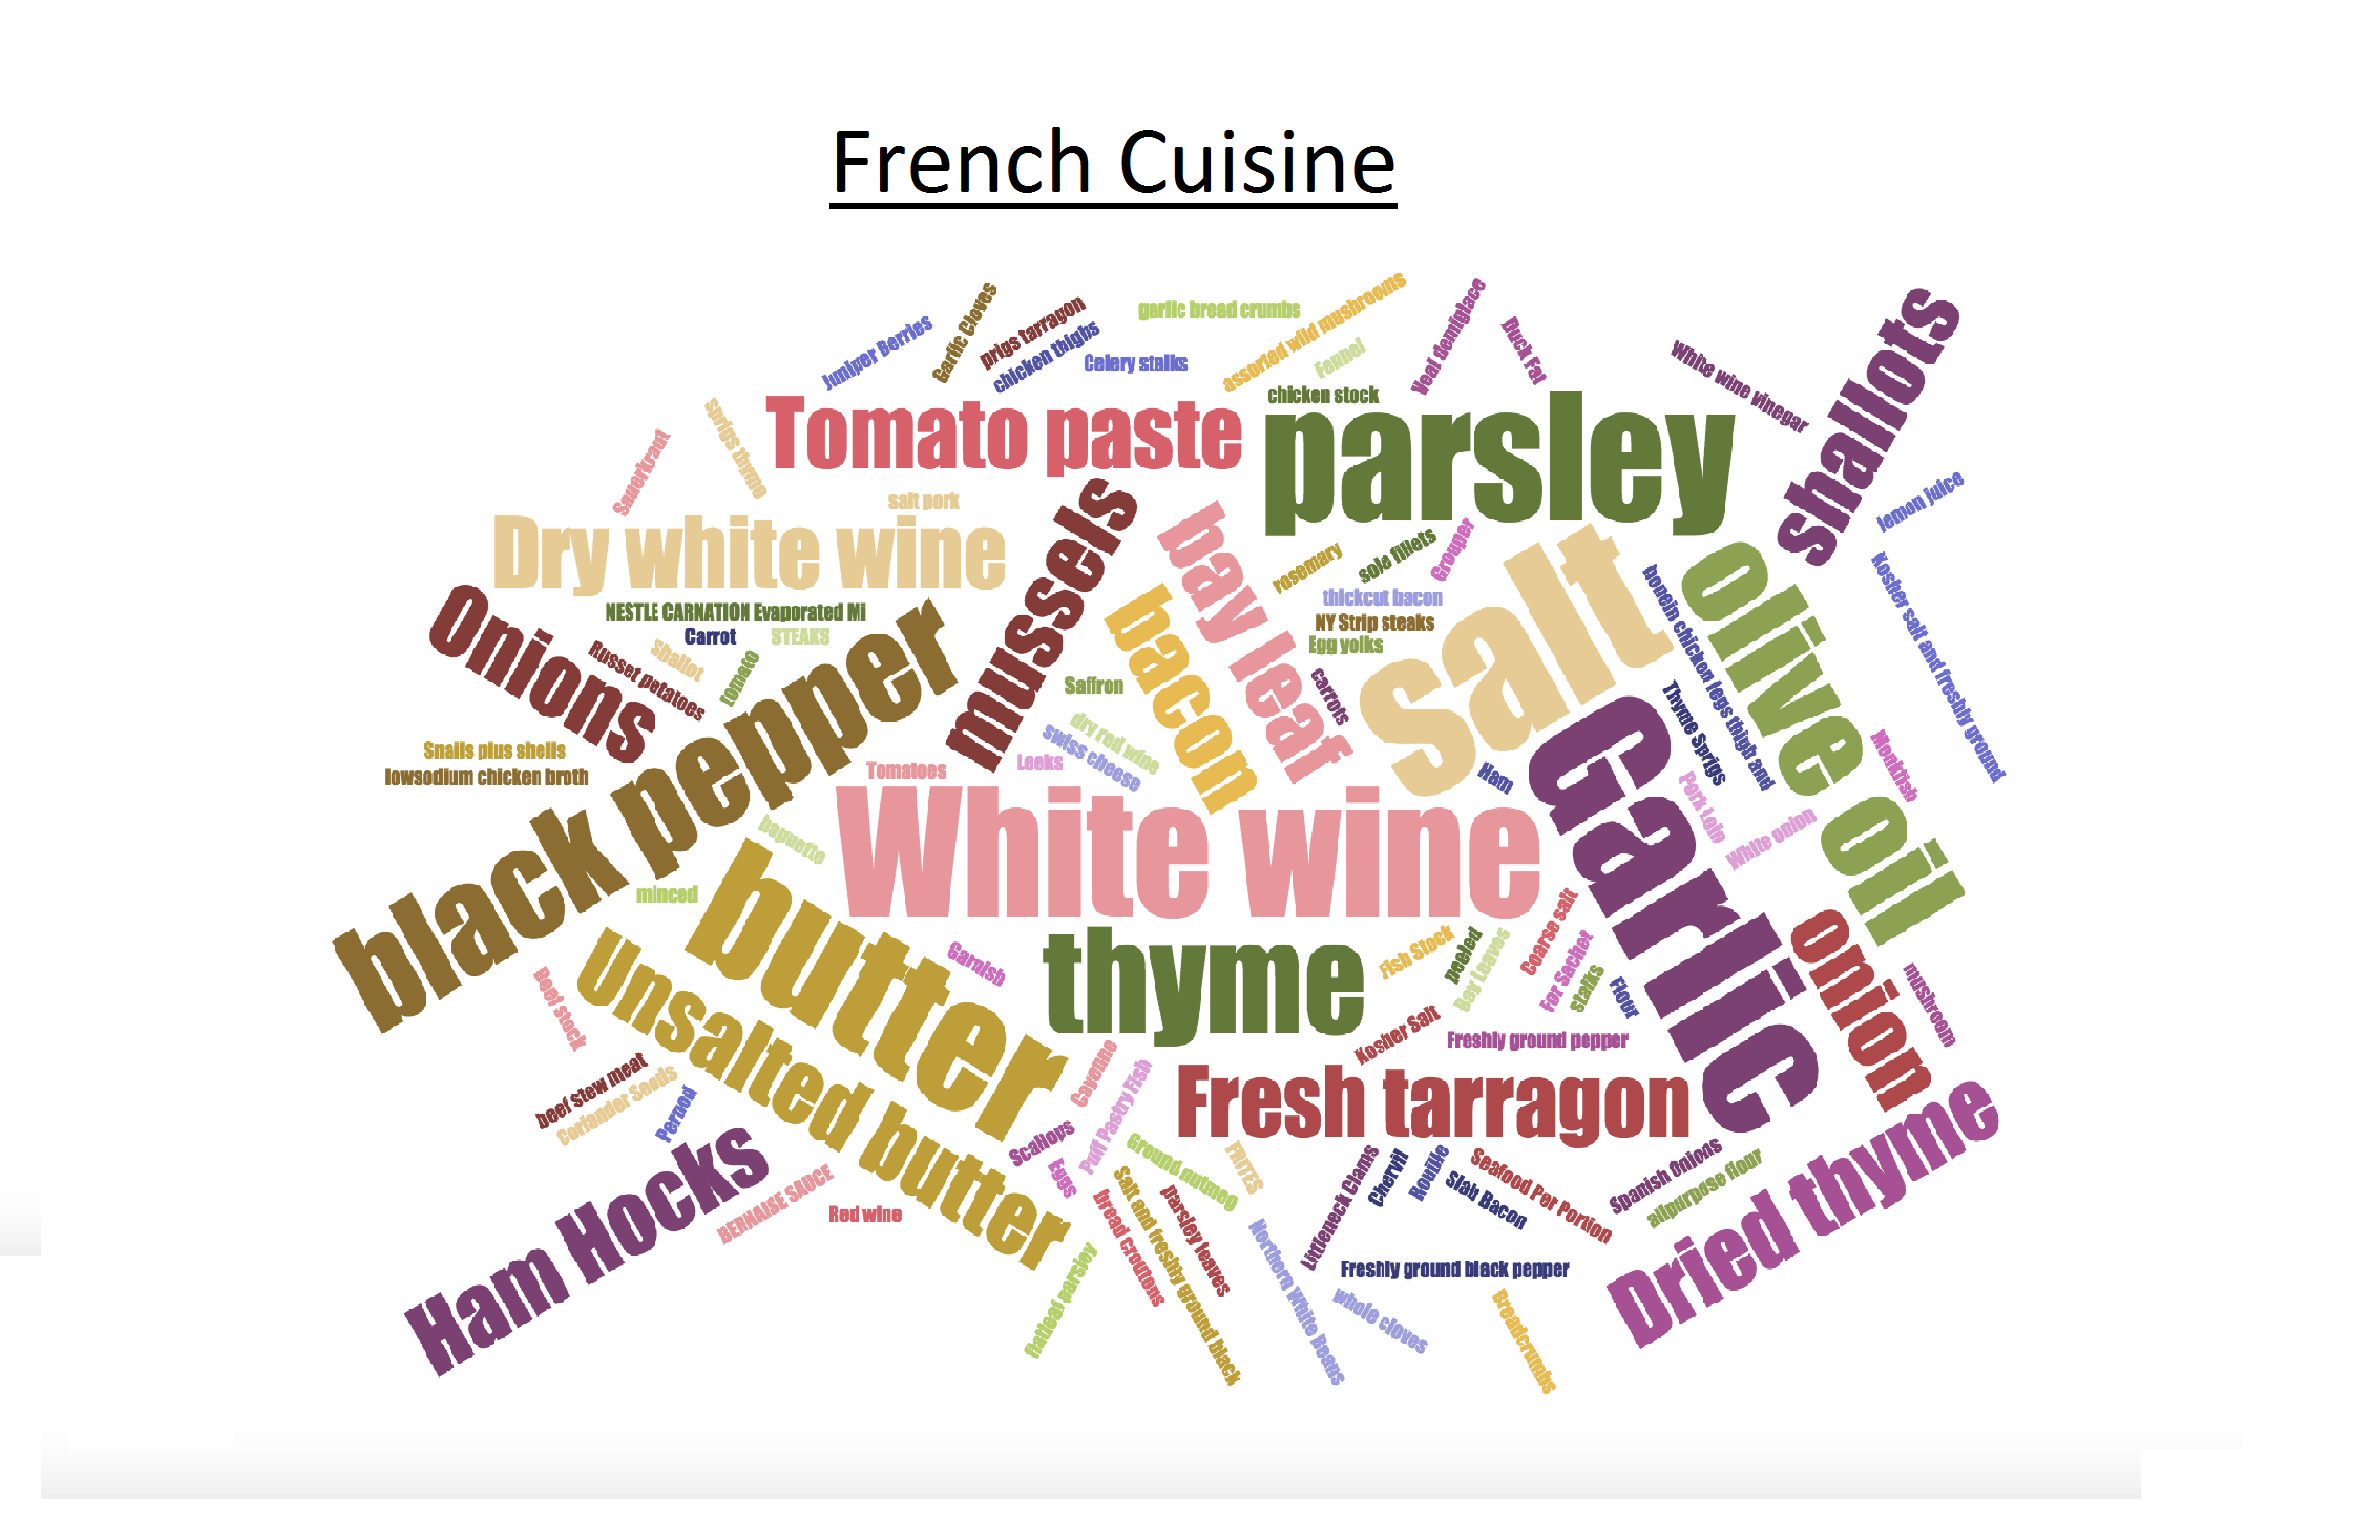 French Cuisine
Juniper Berries
Garlic Cloves
prigs tarragon
chicken thighs
garlic bread crumbs
Celery stalks
assorted wild mushrooms
Fennel
chicken stock
Veal demiglace
Duck Fat
White wine vinegar
shallots
Sauerkraut
sprigs thyme
Tomato paste
parsley
salt pork
Dry white wine
mussels
bay leaf
rosemary
sole fillets
Grouper
salt
lemon juice
Kosher salt and freshly ground
Onions
NESTLE CARNATION Evaporated Mi
Carrot
STEAKS
Russet potatoes
Shallot
tomato
black pepper
bacon
thickcut bacon
NY Strip steaks
Egg yolks
carrots
bonein chicken legs thigh and
olive oil
Saffron
dry red wine
swiss cheese
Leeks
Tomatoes
Snails plus shells
lowsodium chicken broth
Thyme Sprigs
Monkfish
Ham
Garlic
Pork Loin
White onion
White wine
baguette
minced
butter
Unsalted butter
Garnish
thyme
Fish Stock
peeled
Bay Leaves
Coarse salt
For Sachet
stalks
Flour
onion
mushroom
Beef stock
beef stew meat
Coriander Seeds
Pernod
Kosher Salt
Freshly ground pepper
Cayenne
Puff Pastry Fish
Fresh tarragon
Dried thyme
Ham Hocks
BERNAISE SAUCE
Red wine
Scallops
Eggs
Ground nutmeg
FRITES
Littleneck Clams
Chervil
Rouille
Slab Bacon
Seafood Per Portion
Spanish Onions
allpurpose flour
flatleaf parsley
bread croutons
Salt and freshly ground black
parsley leaves
Northern White Beans
Freshly ground black pepper
whole cloves
Breadcrumbs